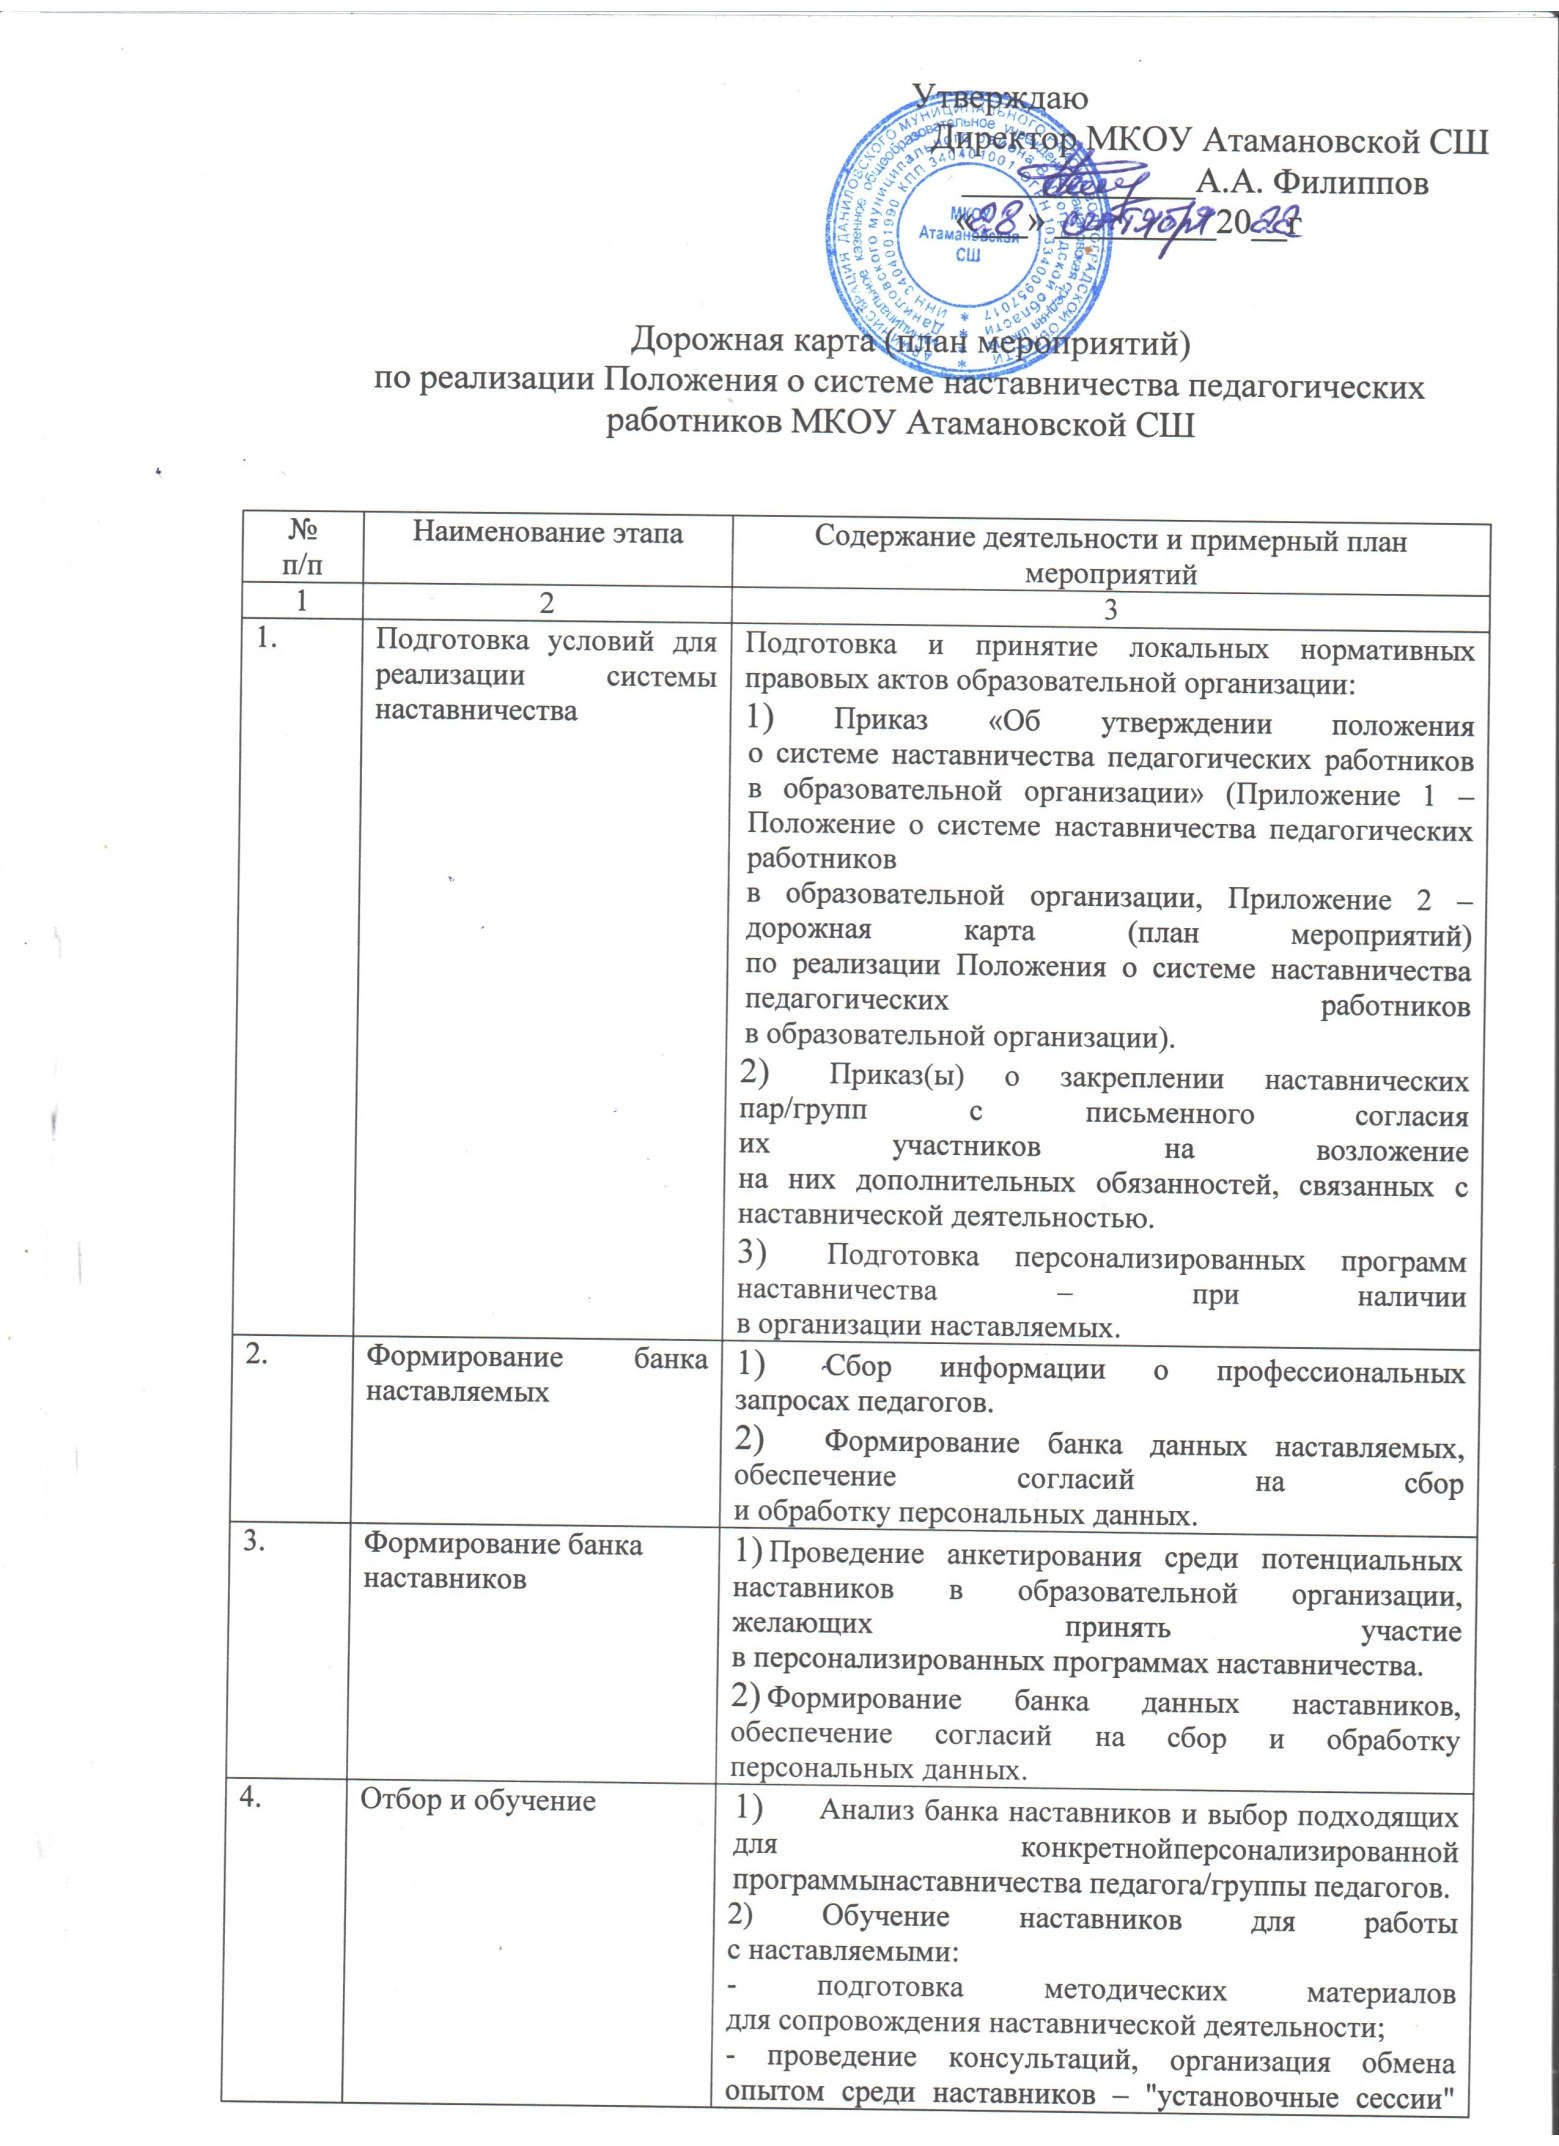 Утверждаю
Директор МКОУ Атамановской СШ
______________А.А. Филиппов
«28» октября 2022г
МКОУ
Атамановская
СШ
Дорожная карта (план мероприятий)
по реализации Положения о системе наставничества педагогических
работников МКОУ Атамановской СШ
№ Наименование этапа Содержание деятельности и примерный план
п/п мероприятий
1 2 3
1. Подготовка условий для Подготовка и принятие локальных нормативных
реализации системы правовых актов образовательной организации:
наставничества 1) Приказ «Об утверждении положения
о системе наставничества педагогических работников
в образовательной организации» (Приложение 1 –
Положение о системе наставничества педагогических
работников
в образовательной организации, Приложение 2 –
дорожная карта (план мероприятий)
по реализации Положения о системе наставничества
педагогических работников
в образовательной организации).
2) Приказ(ы) о закреплении наставнических
пар/групп с письменного согласия
их участников на возложение
на них дополнительных обязанностей, связанных с
наставнической деятельностью.
3) Подготовка персонализированных программ
наставничества – при наличии
в организации наставляемых.
2. Формирование банка 1) Сбор информации о профессиональных
наставляемых запросах педагогов.
2) Формирование банка данных наставляемых,
обеспечение согласий на сбор
и обработку персональных данных.
3. Формирование банка 1) Проведение анкетирования среди потенциальных
наставников наставников в образовательной организации,
желающих принять участие
в персонализированных программах наставничества.
2) Формирование банка данных наставников,
обеспечение согласий на сбор и обработку
персональных данных.
4. Отбор и обучение 1) Анализ банка наставников и выбор подходящих
для конкретнойперсонализированной
программынаставничества педагога/группы педагогов.
2) Обучение наставников для работы
с наставляемыми:
- подготовка методических материалов
для сопровождения наставнической деятельности;
- проведение консультаций, организация обмена
опытом среди наставников – "установочные сессии"